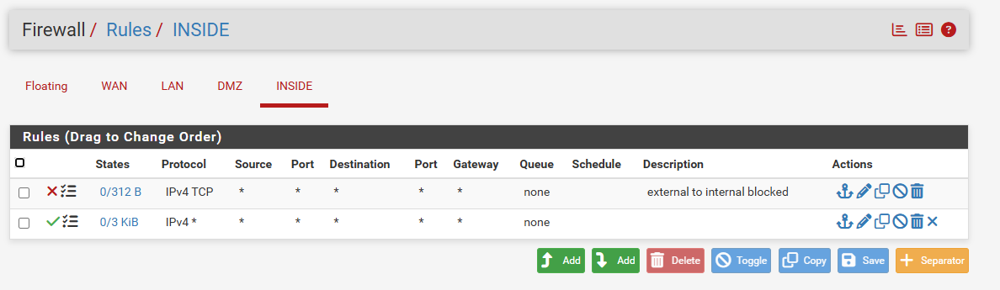 Firewall / Rules / INSIDE
Floating WAN LAN DMZ INSIDE
Rules (Drag to Change Order)
States Protocol Source Port Destination Port Gateway Queue Schedule Description Actions
0/312 B IPv4 TCP * * * * * none external to internal blocked
0/3 KiB IPv4 * * * * * * none
Add Add Delete Toggle Copy Save Separator